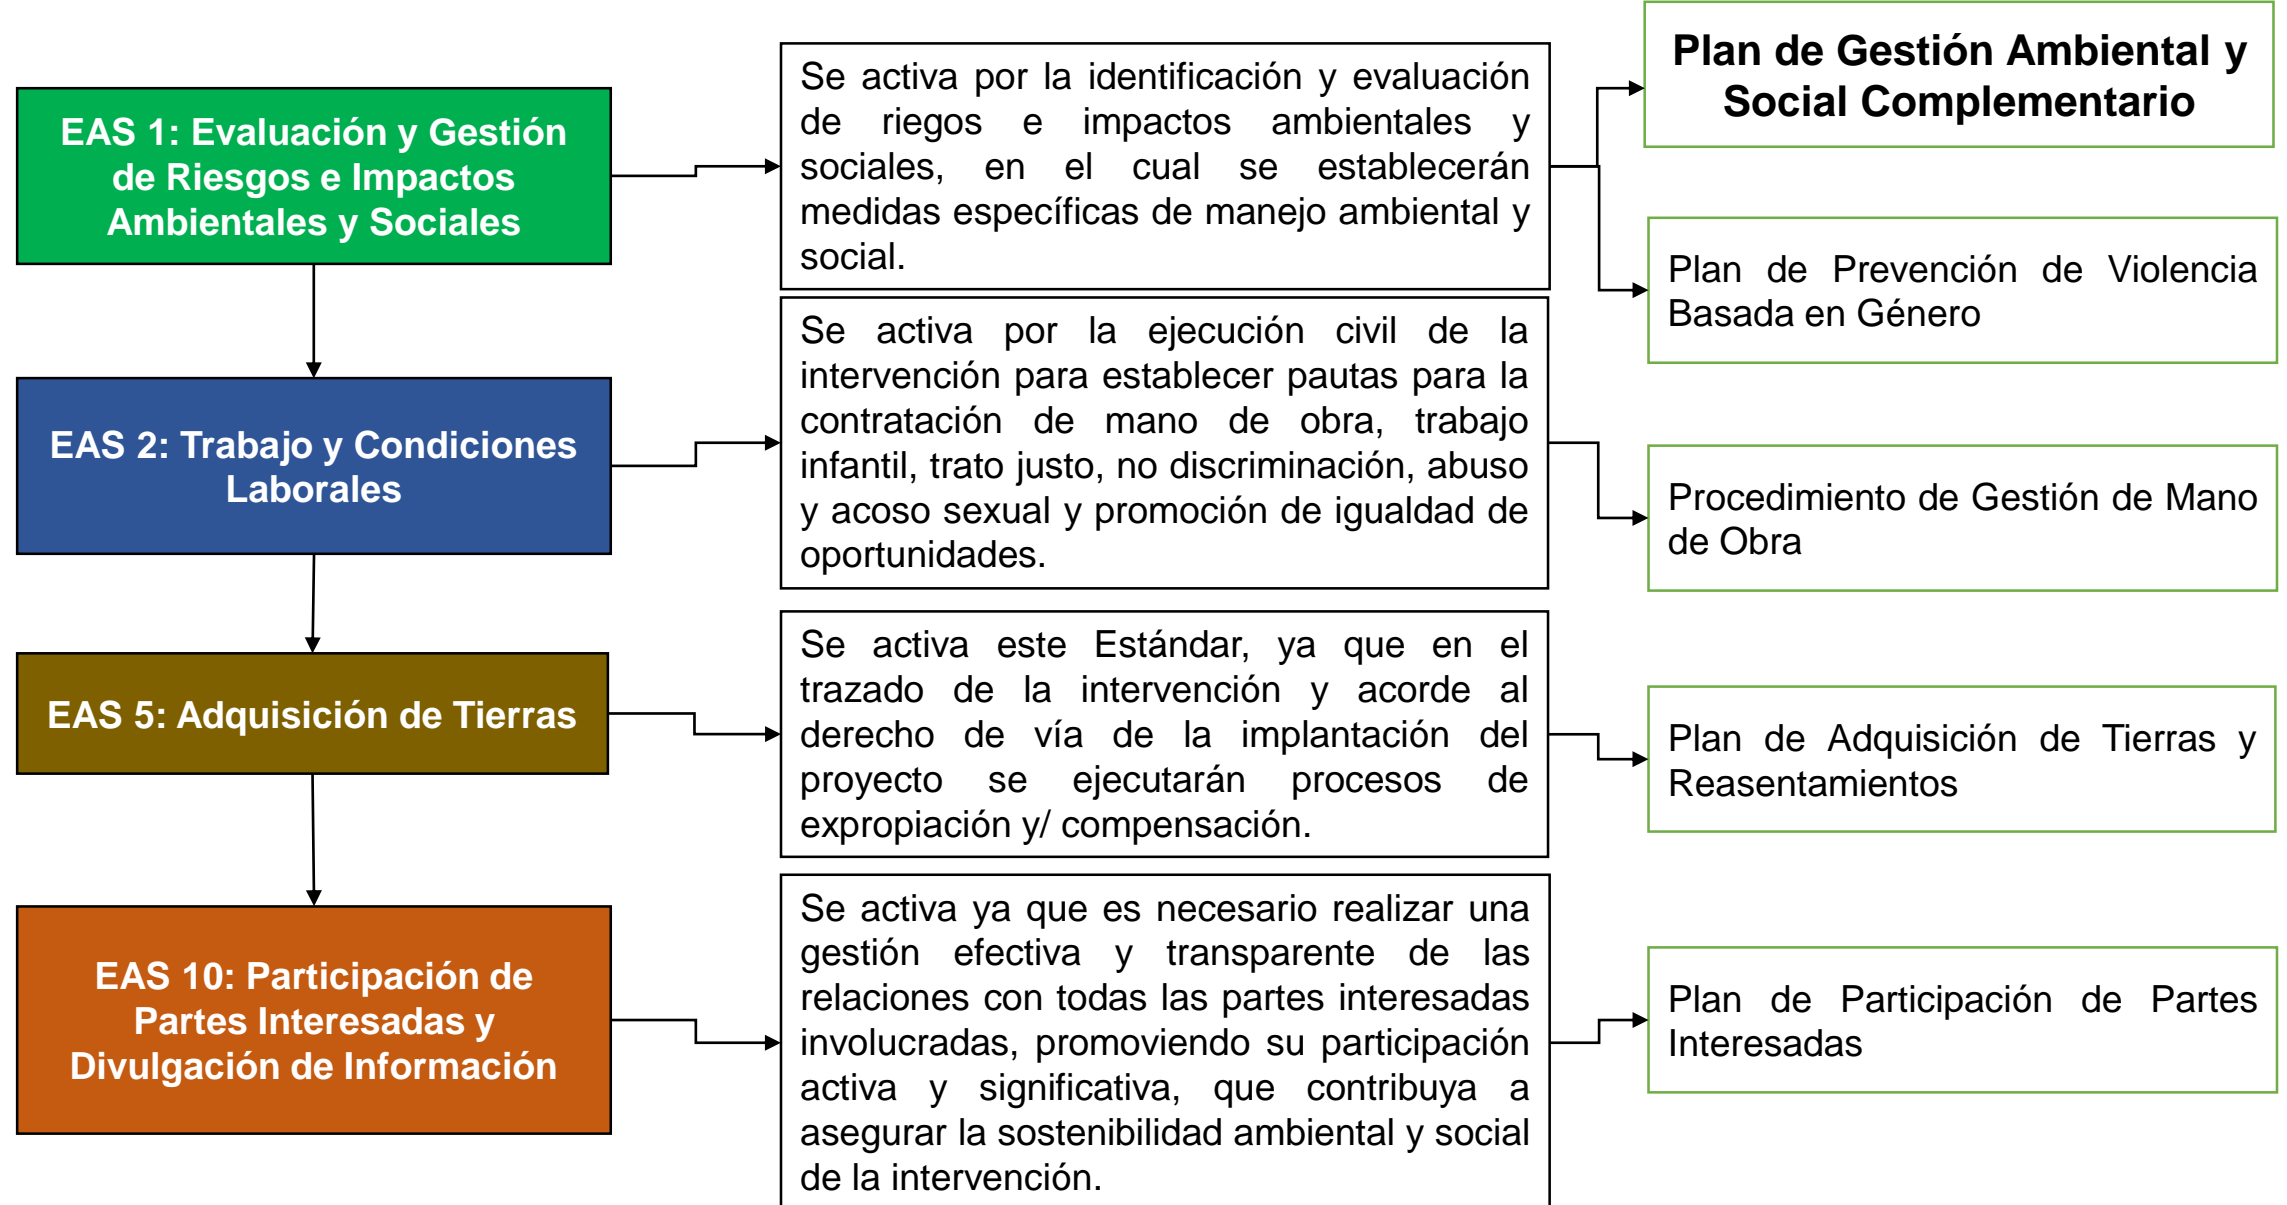 EAS 1: Evaluación y Gestión
de Riesgos e Impactos
Ambientales y Sociales
Se activa por la identificación y evaluación
de riegos e impactos ambientales y
sociales, en el cual se establecerán
medidas específicas de manejo ambiental y
social.
Plan de Gestión Ambiental y
Social Complementario
Plan de Prevención de Violencia
Basada en Género
EAS 2: Trabajo y Condiciones
Laborales
Se activa por la ejecución civil de la
intervención para establecer pautas para la
contratación de mano de obra, trabajo
infantil, trato justo, no discriminación, abuso
y acoso sexual y promoción de igualdad de
oportunidades.
Procedimiento de Gestión de Mano
de Obra
EAS 5: Adquisición de Tierras
Se activa este Estándar, ya que en el
trazado de la intervención y acorde al
derecho de vía de la implantación del
proyecto se ejecutarán procesos de
expropiación y/ compensación.
Plan de Adquisición de Tierras y
Reasentamientos
EAS 10: Participación de
Partes Interesadas y
Divulgación de Información
Se activa ya que es necesario realizar una
gestión efectiva y transparente de las
relaciones con todas las partes interesadas
involucradas, promoviendo su participación
activa y significativa, que contribuya a
asegurar la sostenibilidad ambiental y social
de la intervención.
Plan de Participación de Partes
Interesadas